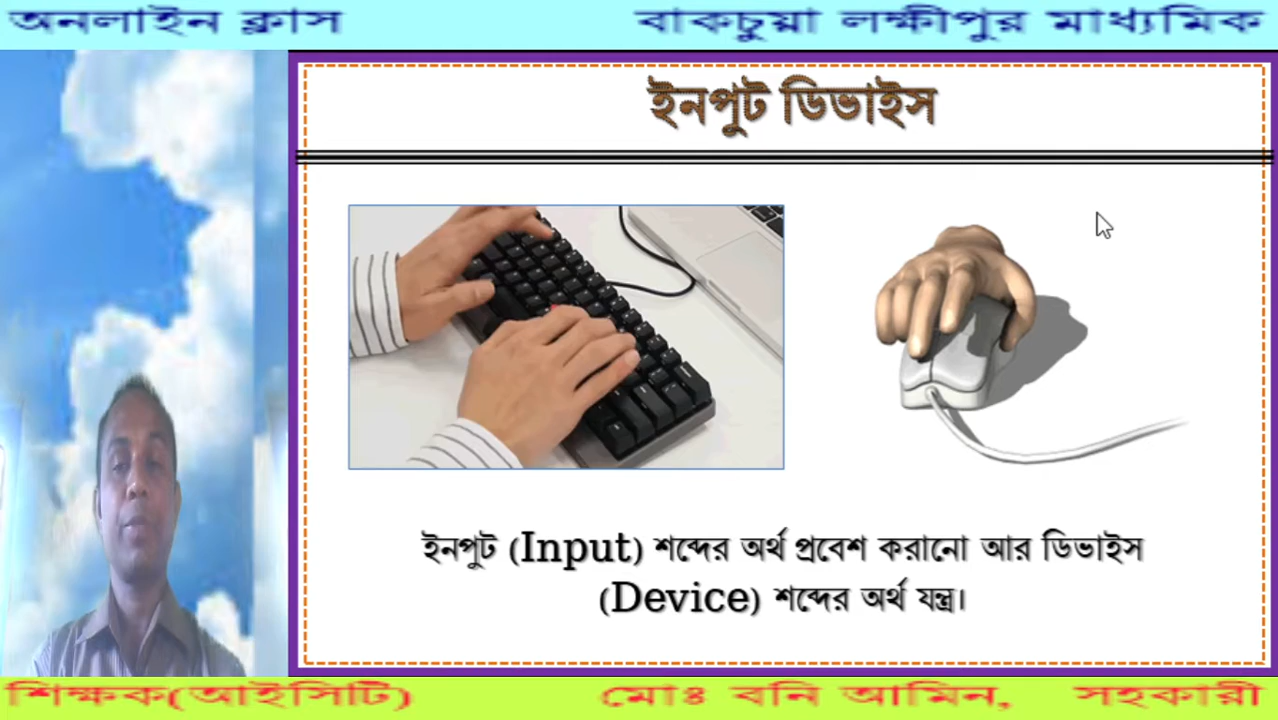 অনলাইন ক্লাস বাকচুয়া লক্ষীপুর মাধ্যমিক
ইনপুট ডিভাইস
ইনপুট (Input) শব্দের অর্থ প্রবেশ করানো আর ডিভাইস
(Device) শব্দের অর্থ যন্ত্র।
শিক্ষক(আইসিটি) মোঃ বনি আমিন, সহকারী